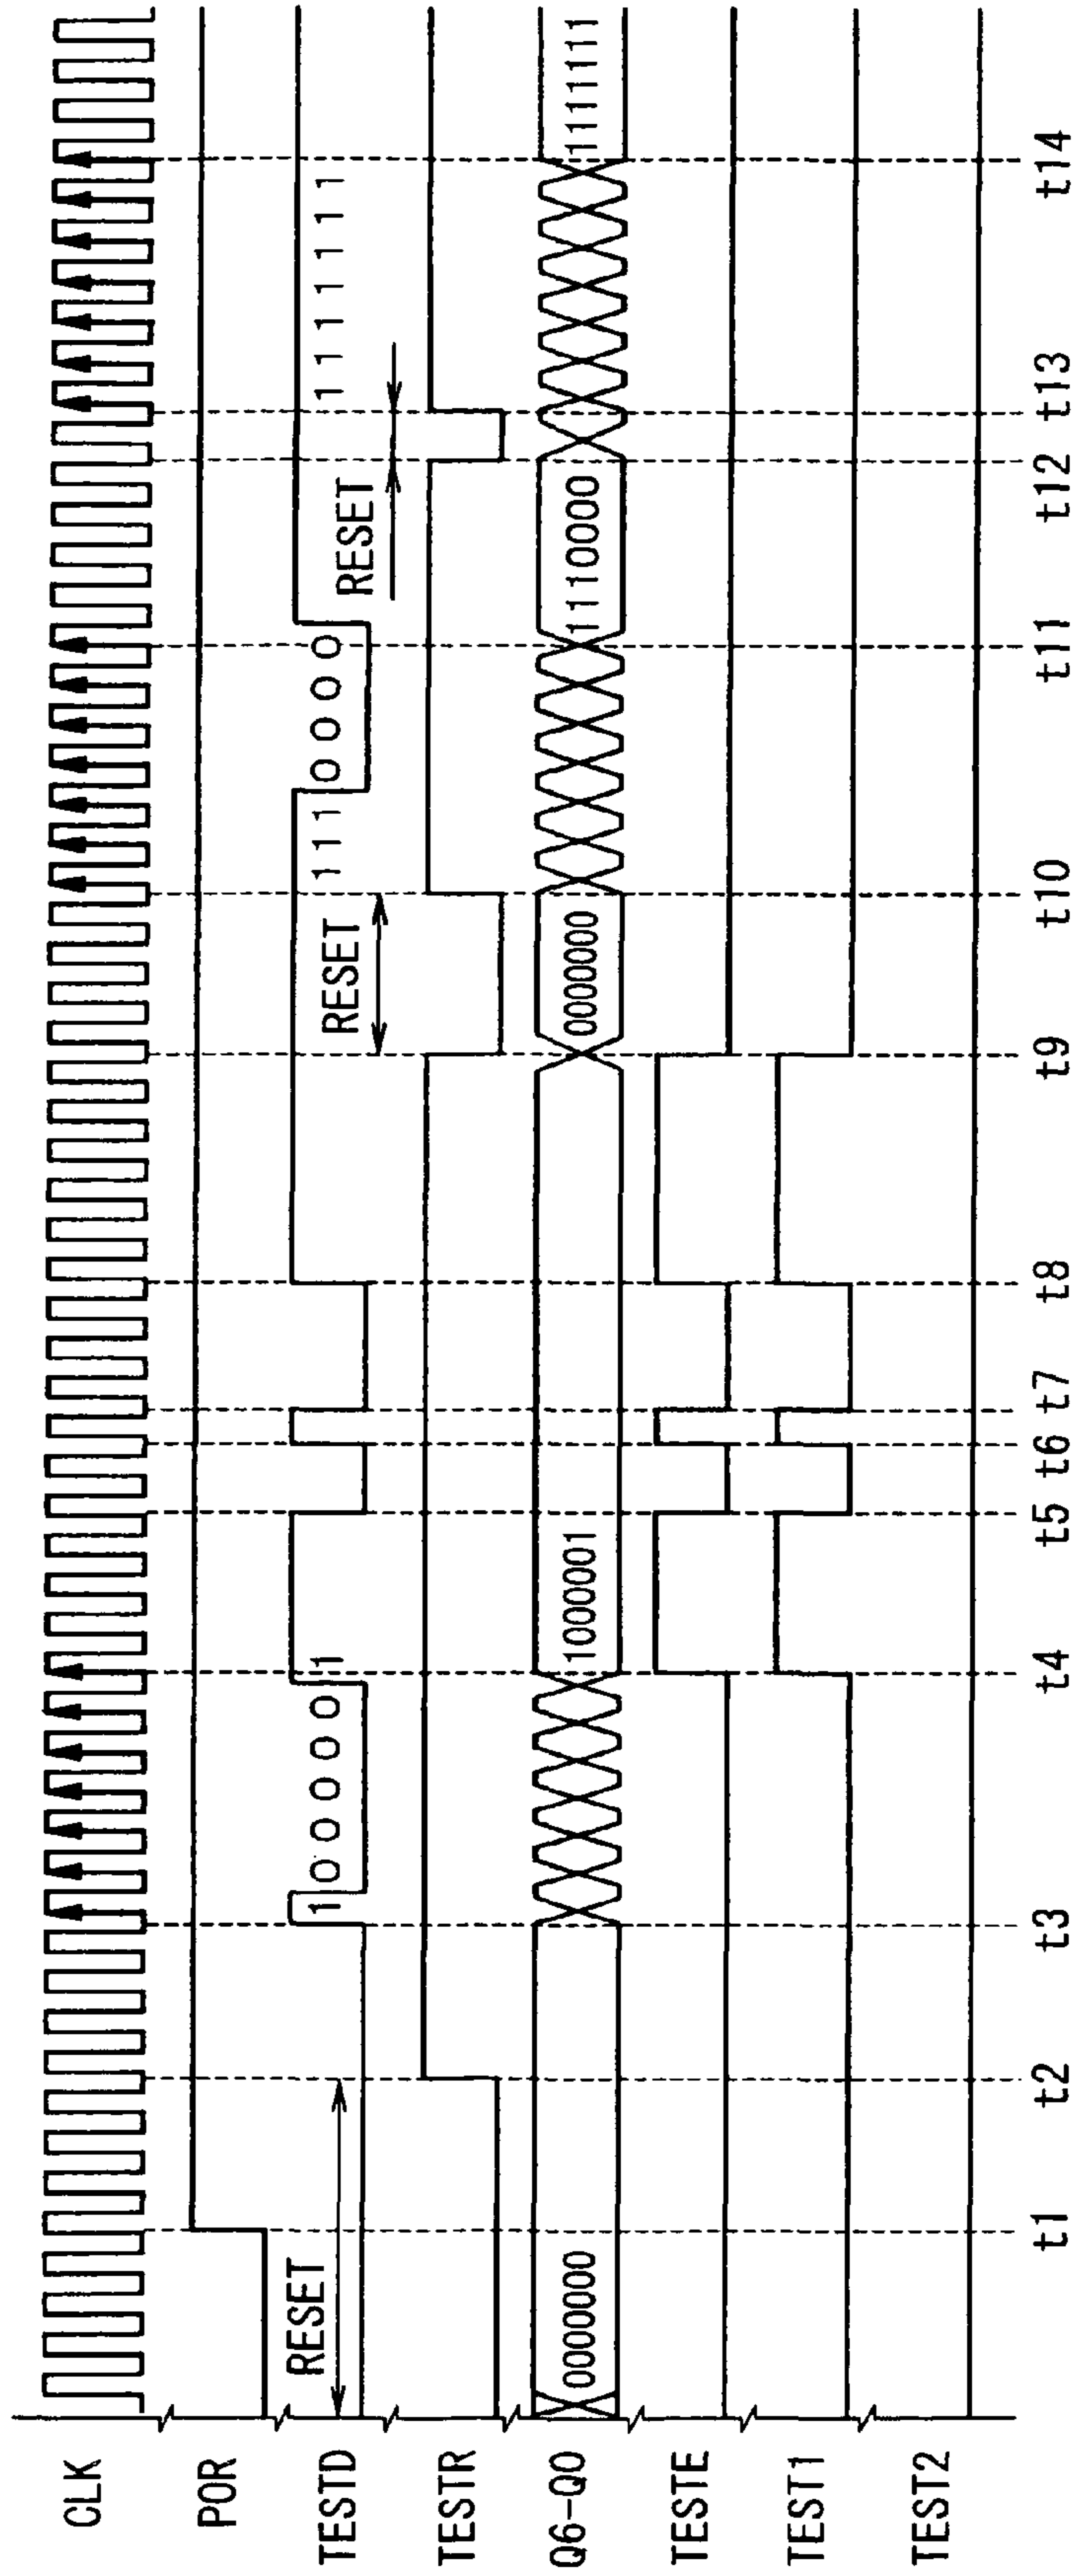 CLK
POR
RESET
TESTD
1 0 0 0 0 0 1
1 1 1 0 0 0 0
1 1 1 1 1 1 1
RESET
RESET
TESTR
Q6-Q0
0000000
1000001
0000000
1110000
1111111
TESTE
TEST1
TEST2
t1 t2 t3 t4 t5 t6 t7 t8 t9 t10 t11 t12 t13 t14